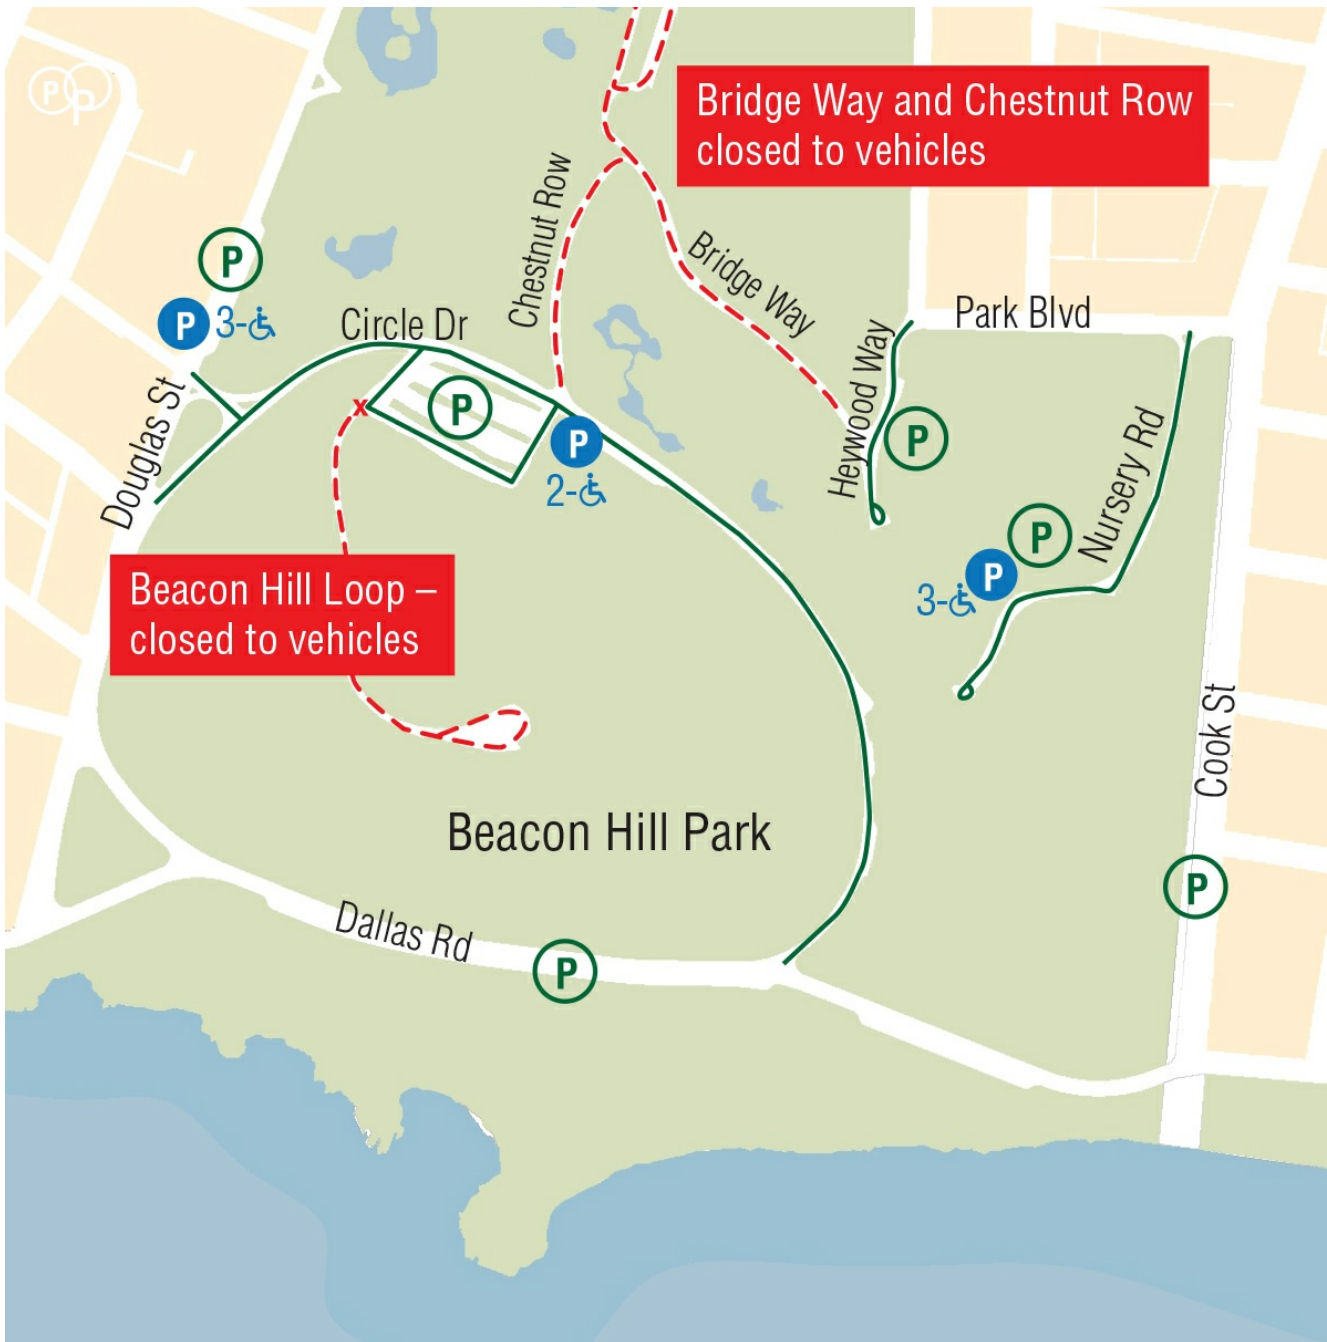 P
P
Bridge Way and Chestnut Row
closed to vehicles
Chestnut Row
Bridge Way
P
P 3-
Circle Dr
Park Blvd
Heywood Way
Douglas St
P
P
2-
P
Nursery Rd
P
P
3-
Beacon Hill Loop –
closed to vehicles
x
Cook St
Beacon Hill Park
P
Dallas Rd
P